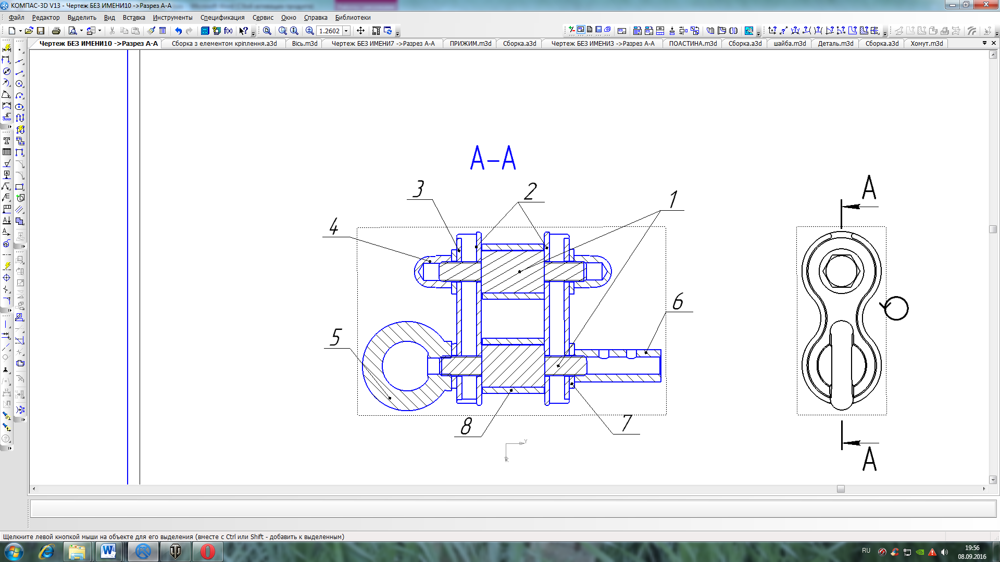 КОМПАС-3D V13 - Чертеж БЕЗ ИМЕНИ10 ->Разрез А-А
Файл Редактор Выделить Вид Вставка Инструменты Спецификация Сервис Окно Справка Библиотеки
f(x) 1.2602
Чертеж БЕЗ ИМЕНИ10 ->Разрез А-А Сборка з елементом кріплення.a3d Вісь.m3d Чертеж БЕЗ ИМЕНИ7 ->Разрез А-А ПРИЖИМ.m3d Сборка.a3d Чертеж БЕЗ ИМЕНИ3 ->Разрез А-А ПОАСТИНА.m3d Сборка.a3d шайба.m3d Деталь.m3d Сборка.a3d Хомут.m3d
А-А
3
2
1
4
5
6
7
8
А
А
Y
X
Щелкните левой кнопкой мыши на объекте для его выделения (вместе с Ctrl или Shift - добавить к выделенным)
RU
19:56
08.09.2016